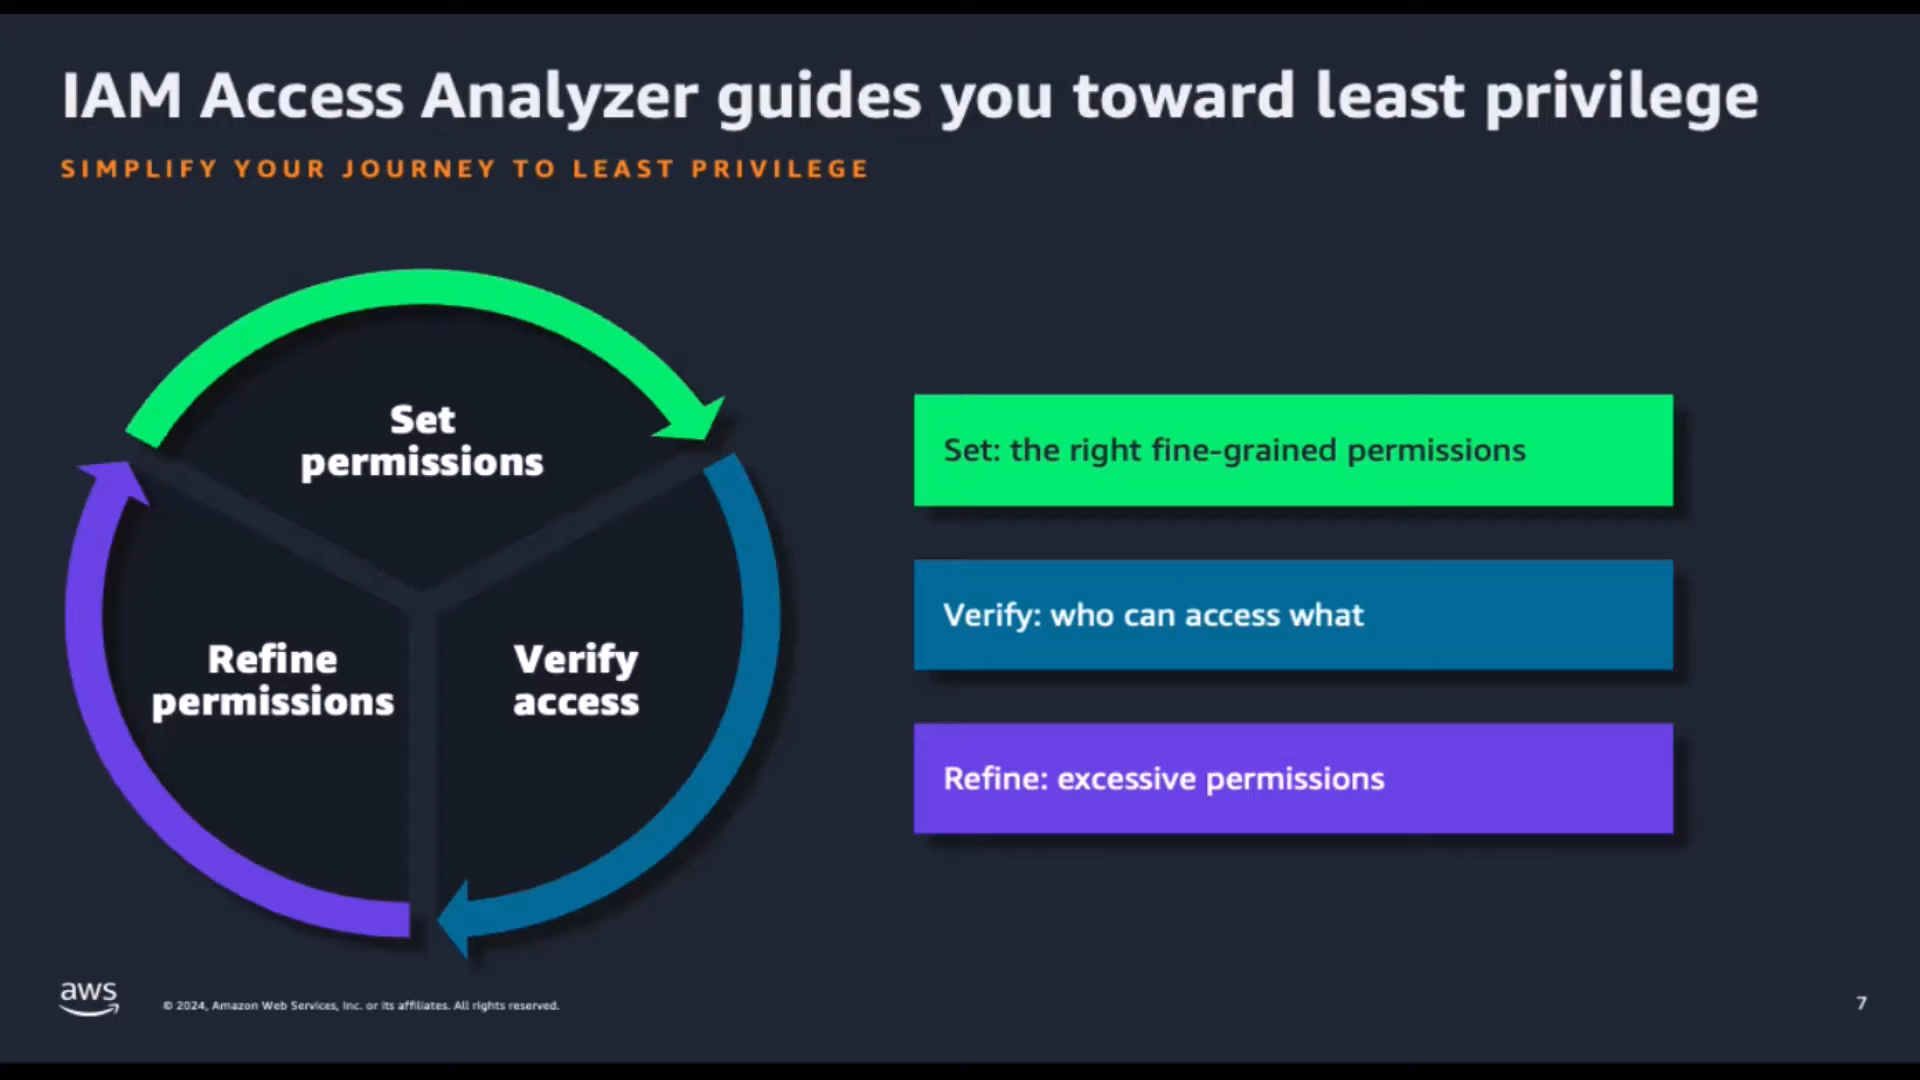 IAM Access Analyzer guides you toward least privilege
SIMPLIFY YOUR JOURNEY TO LEAST PRIVILEGE
Set
permissions
Refine
permissions
Verify
access
Set: the right fine-grained permissions
Verify: who can access what
Refine: excessive permissions
aws
© 2024, Amazon Web Services, Inc. or its affiliates. All rights reserved.
7